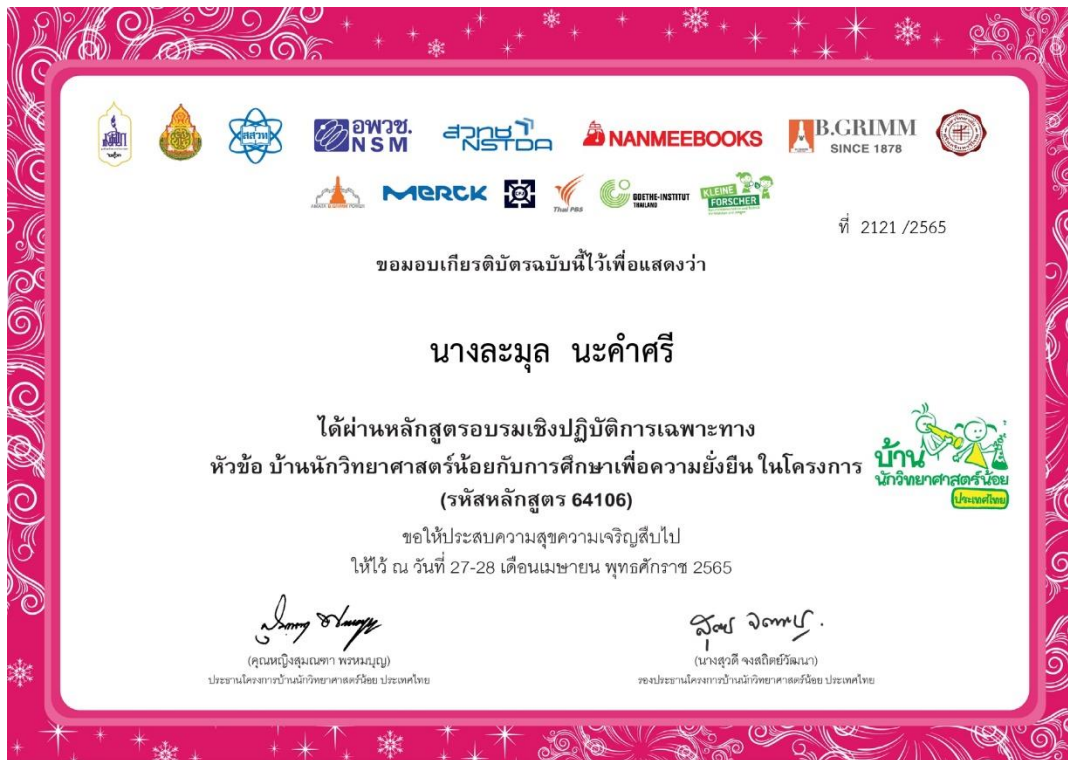 สสวท
อพวช.
NSM
สวทช
NSTDA
NANMEEBOOKS
B.GRIMM
SINCE 1878
MERCK
Thai PBS
GOETHE-INSTITUT
THAILAND
KLEINE
FORSCHER
ที่ 2121 /2565
ขอมอบเกียรติบัตรฉบับนี้ไว้เพื่อแสดงว่า
นางละมุล นะคำศรี
ได้ผ่านหลักสูตรอบรมเชิงปฏิบัติการเฉพาะทาง
หัวข้อ บ้านนักวิทยาศาสตร์น้อยกับการศึกษาเพื่อความยั่งยืน ในโครงการ
(รหัสหลักสูตร 64106)
บ้าน
นักวิทยาศาสตร์น้อย
ประเทศไทย
ขอให้ประสบความสุขความเจริญสืบไป
ให้ไว้ ณ วันที่ 27-28 เดือนเมษายน พุทธศักราช 2565
(คุณหญิงสุมณฑา พรหมบุญ)
ประธานโครงการบ้านนักวิทยาศาสตร์น้อย ประเทศไทย
(นางสุวดี จงสถิตย์วัฒนา)
รองประธานโครงการบ้านนักวิทยาศาสตร์น้อย ประเทศไทย